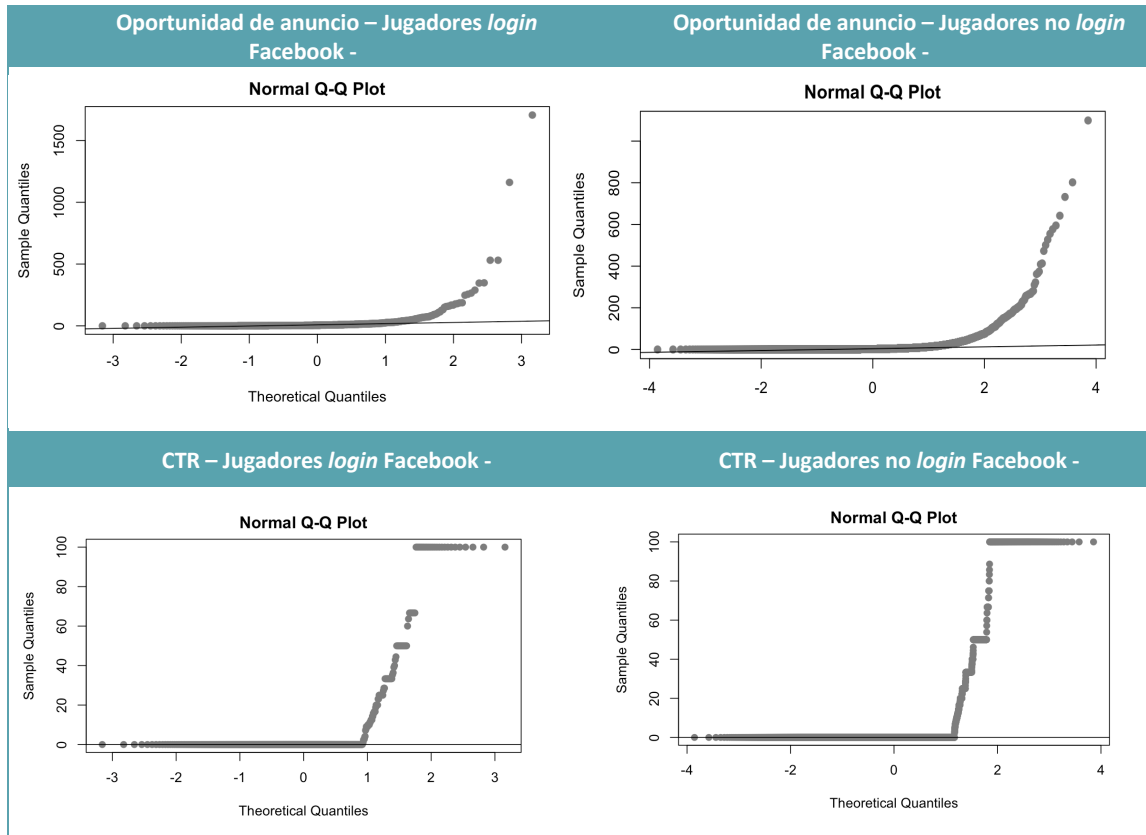 Oportunidad de anuncio – Jugadores login
Facebook -
Oportunidad de anuncio – Jugadores no login
Facebook -
Normal Q-Q Plot
Sample Quantiles
1500
1000
500
0
-3 -2 -1 0 1 2 3
Theoretical Quantiles
Normal Q-Q Plot
Sample Quantiles
800
600
400
200
0
-4 -2 0 2 4
CTR – Jugadores login Facebook -
CTR – Jugadores no login Facebook -
Normal Q-Q Plot
Sample Quantiles
100
80
60
40
20
0
-3 -2 -1 0 1 2 3
Theoretical Quantiles
Normal Q-Q Plot
Sample Quantiles
100
80
60
40
20
0
-4 -2 0 2 4
Theoretical Quantiles